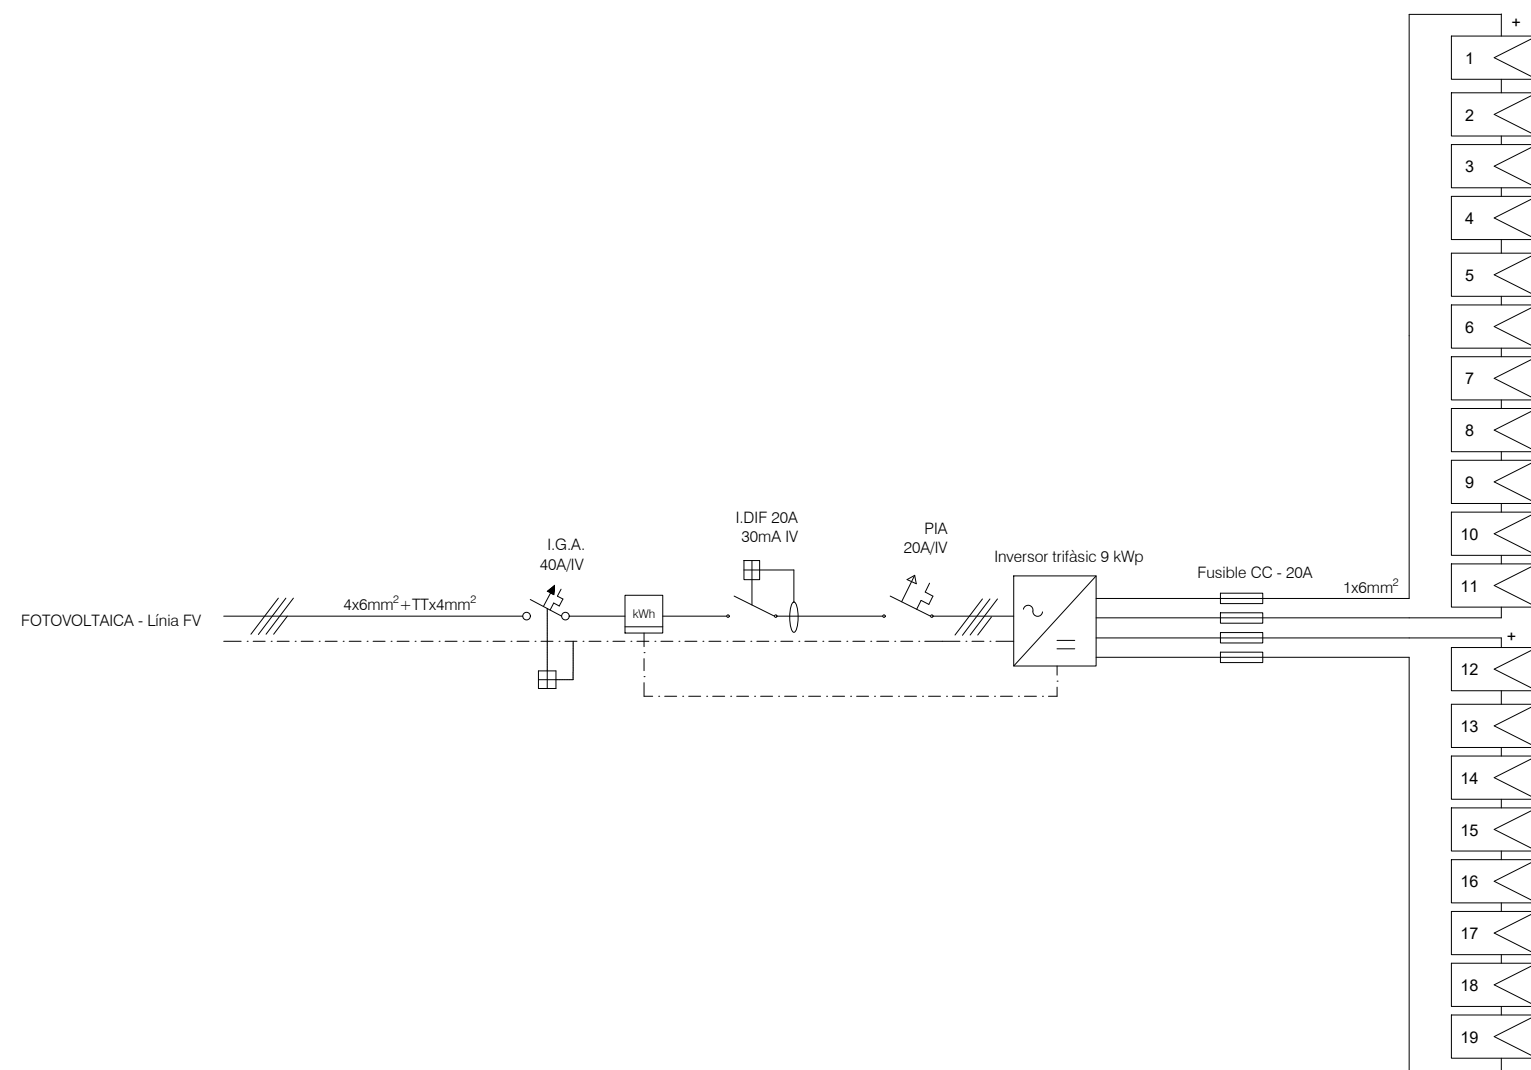 +
1
2
3
4
5
6
7
8
9
10
11
I.DIF 20A
30mA IV
PIA
20A/IV
I.G.A.
40A/IV
Inversor trifàsic 9 kWp
Fusible CC - 20A
1x6mm²
FOTOVOLTAICA - Línia FV
4x6mm²+TTx4mm²
kWh
+
12
13
14
15
16
17
18
19